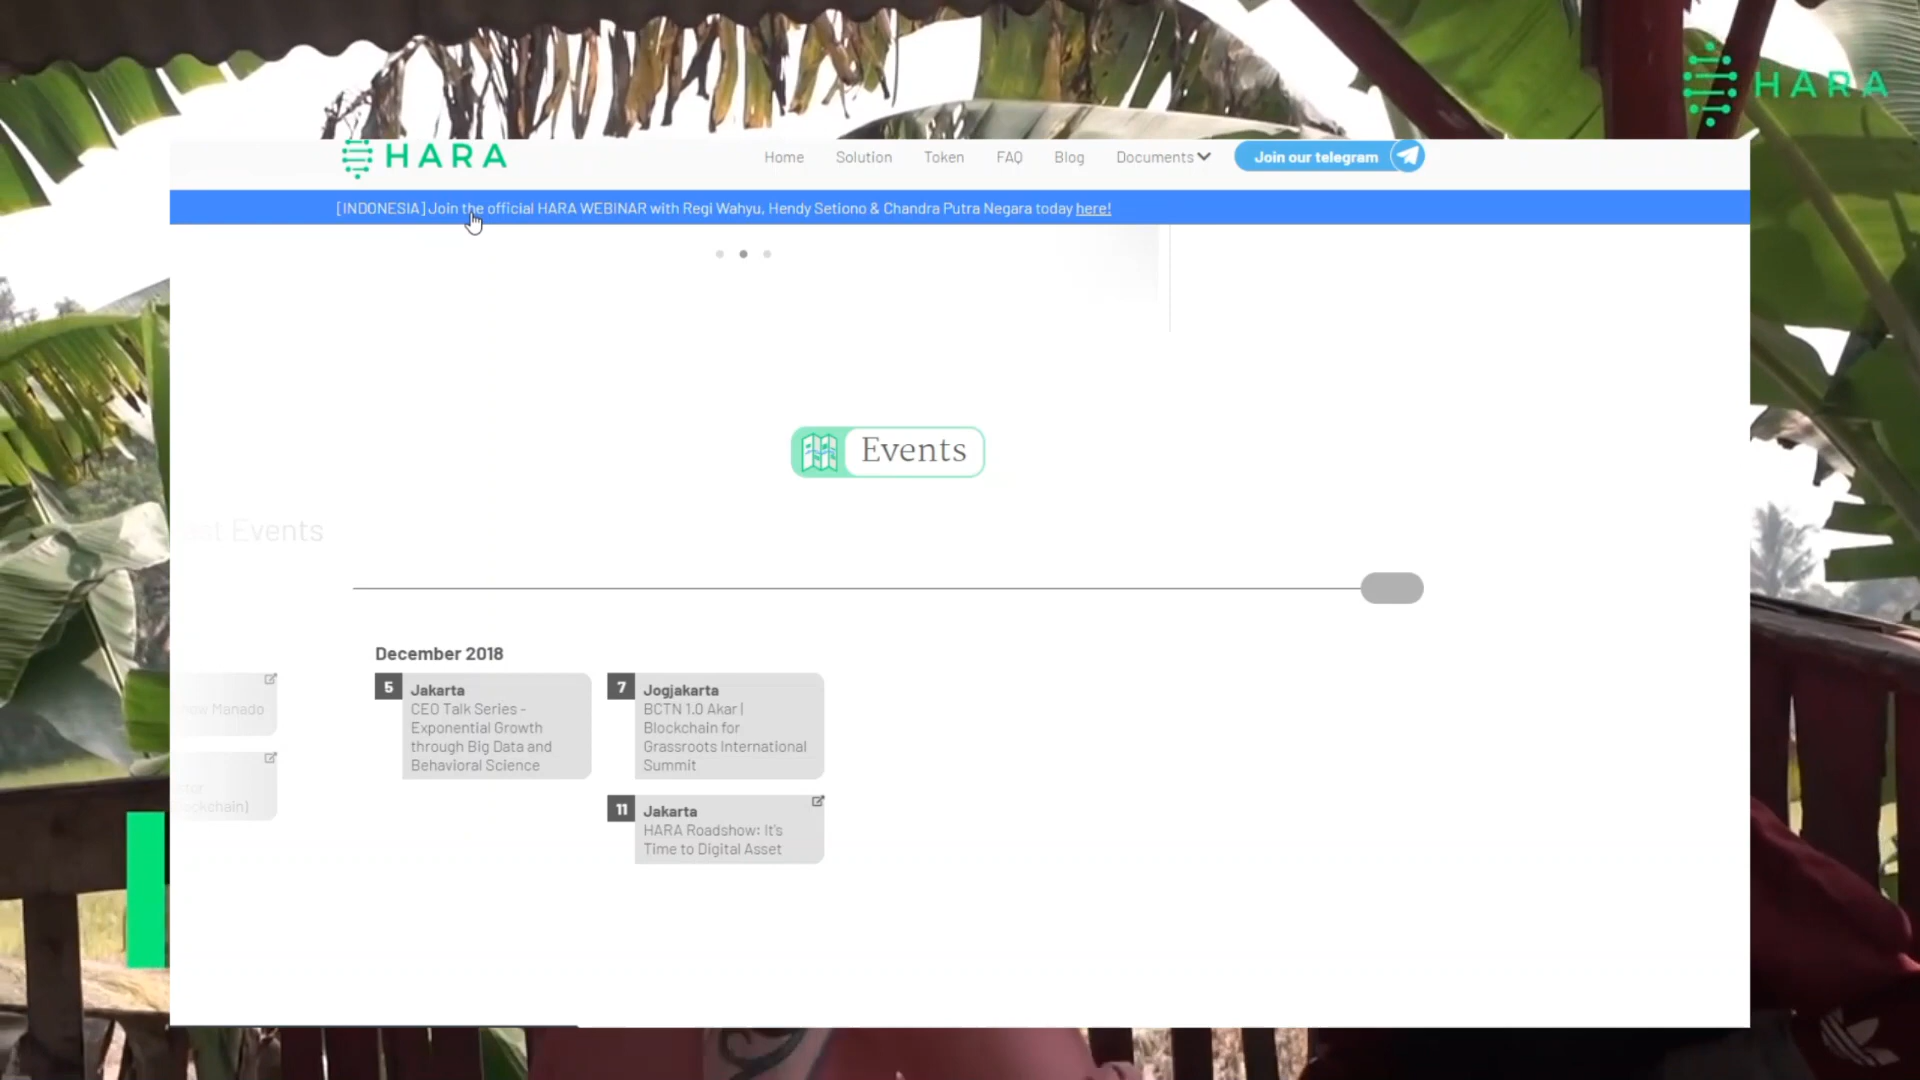 HARA
HARA
Home
Solution
Token
FAQ
Blog
Documents
Join our telegram
[INDONESIA] Join the official HARA WEBINAR with Regi Wahyu, Hendy Setiono & Chandra Putra Negara today here!
Events
Events
December 2018
5
Jakarta
CEO Talk Series -
Exponential Growth
through Big Data and
Behavioral Science
7
Jogjakarta
BCTN 1.0 Akar |
Blockchain for
Grassroots International
Summit
Manado
11
Jakarta
HARA Roadshow: It's
Time to Digital Asset